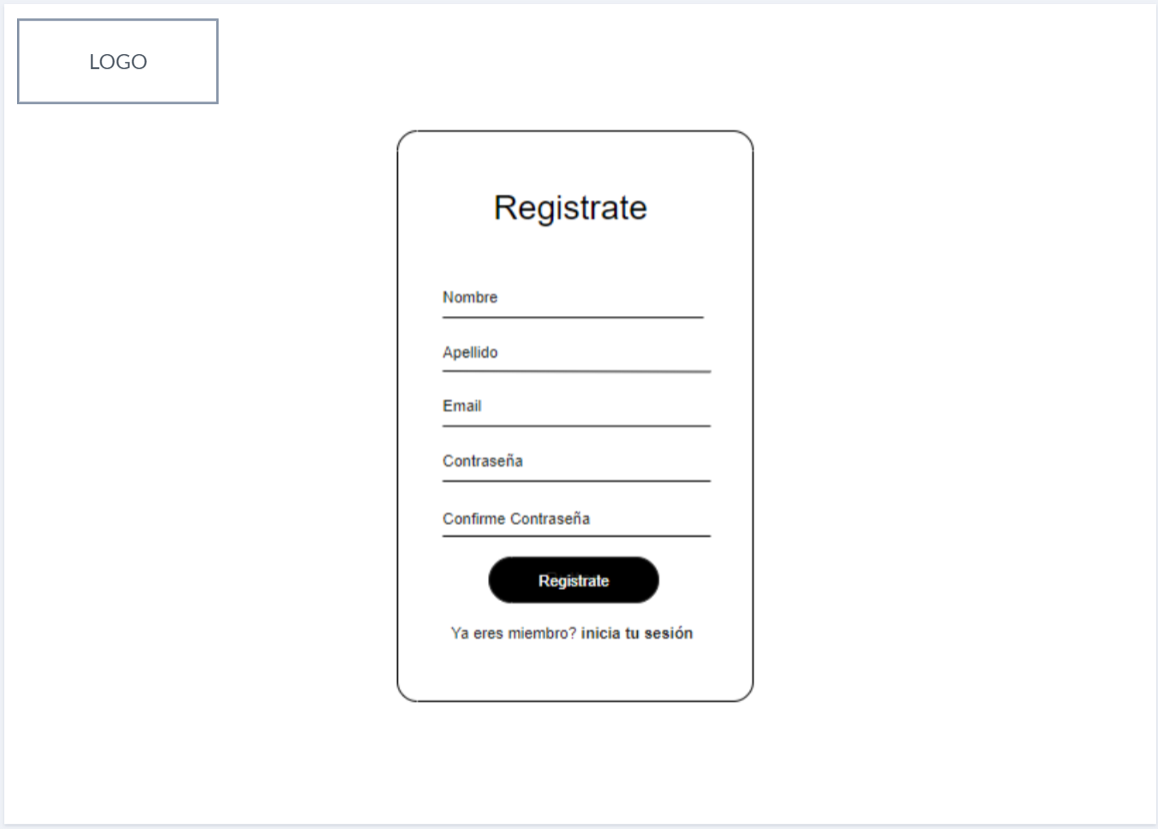 LOGO
Registrate
Nombre
Apellido
Email
Contraseña
Confirme Contraseña
Registrate
Ya eres miembro? inicia tu sesión